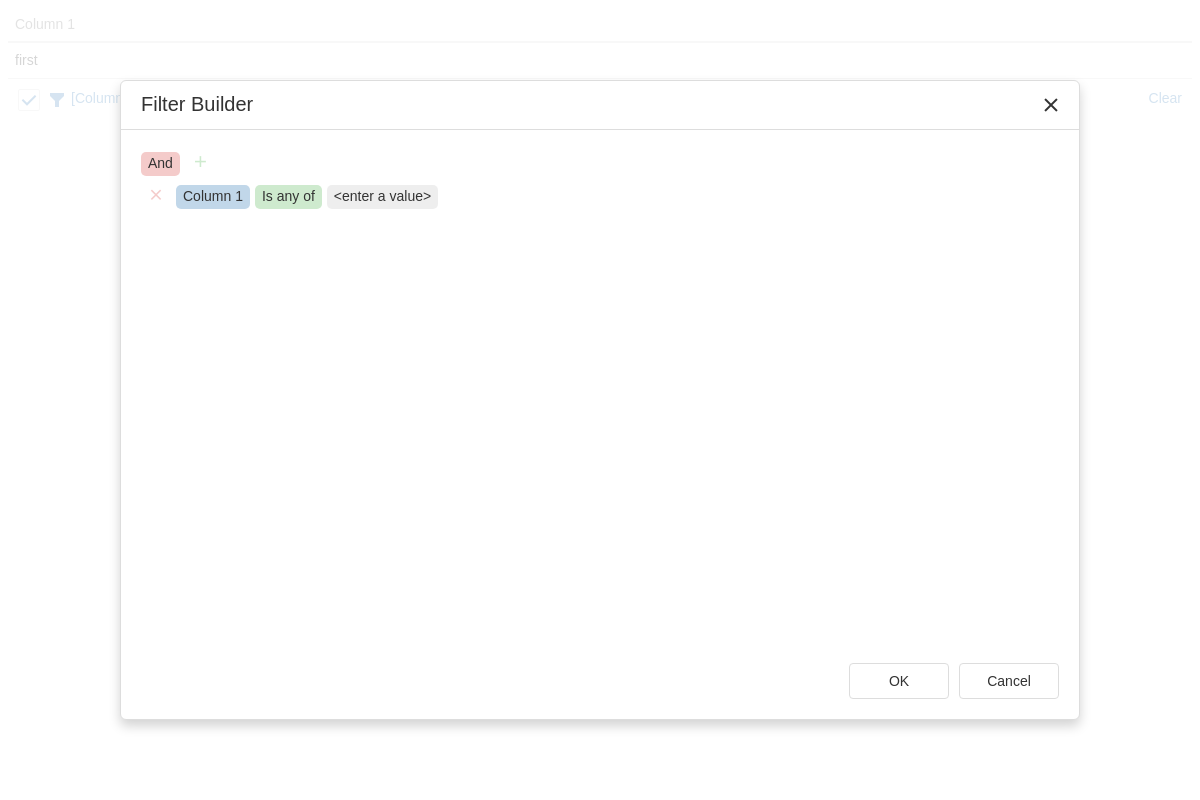 Column 1
first
[Column
Clear
Filter Builder
And
Column 1 Is any of <enter a value>
OK Cancel